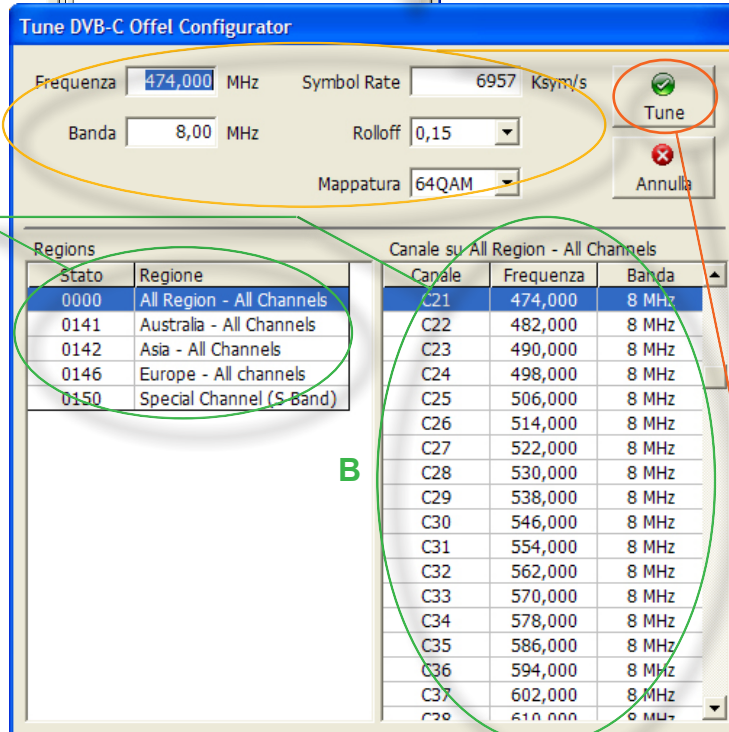 Tune DVB-C Offel Configurator
Frequenza 474,000 MHz Symbol Rate 6957 Ksym/s
Tune
Banda 8,00 MHz Rolloff 0,15
Mappatura 64QAM
Annulla
Regions
Stato Regione
0000 All Region - All Channels
0141 Australia - All Channels
0142 Asia - All Channels
0146 Europe - All channels
0150 Special Channel (S-Band)
B
Canale su All Region - All Channels
Canale Frequenza Banda
C21 474,000 8 MHz
C22 482,000 8 MHz
C23 490,000 8 MHz
C24 498,000 8 MHz
C25 506,000 8 MHz
C26 514,000 8 MHz
C27 522,000 8 MHz
C28 530,000 8 MHz
C29 538,000 8 MHz
C30 546,000 8 MHz
C31 554,000 8 MHz
C32 562,000 8 MHz
C33 570,000 8 MHz
C34 578,000 8 MHz
C35 586,000 8 MHz
C36 594,000 8 MHz
C37 602,000 8 MHz
C38 610,000 8 MHz